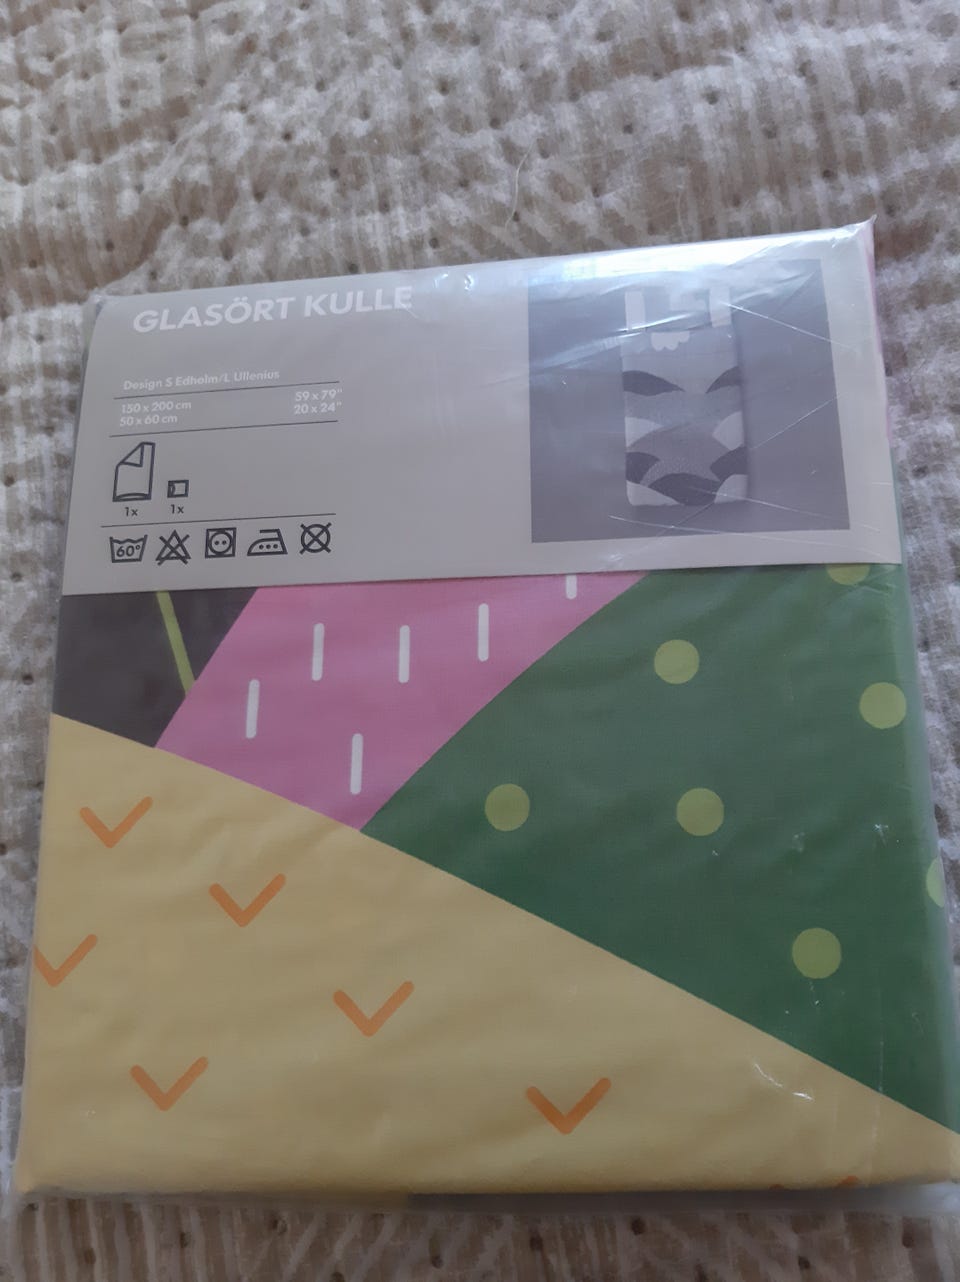 GLASÖRT KULLE
Design S Edholm/L Ullenius
150 x 200 cm 59 x 79"
50 x 60 cm 20 x 24"
1x 1x
60°